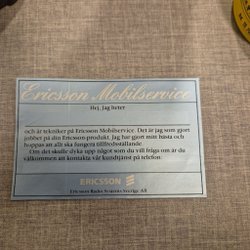 Ericsson Mobilservice
Hej, Jag heter
och är tekniker på Ericsson Mobilservice. Det är jag som gjort
jobbet på din Ericsson-produkt. Jag har gjort mitt bästa och
hoppas att allt ska fungera tillfredsställande.
Om det skulle dyka upp något som du vill fråga om är du
välkommen att kontakta vår kundtjänst på telefon:
ERICSSON
Ericsson Radio Systems Sverige AB